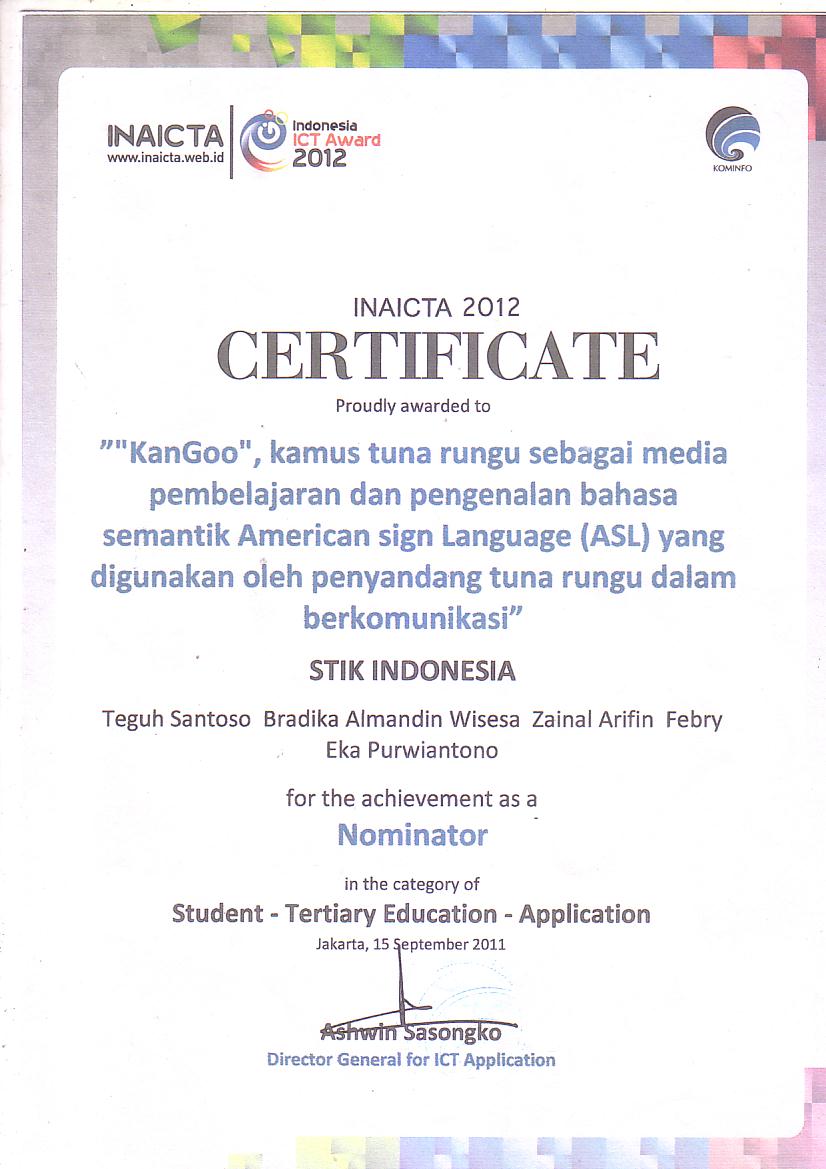 INAICTA
www.inaicta.web.id
Indonesia
ICT Award
2012
KOMINFO
INAICTA 2012
CERTIFICATE
Proudly awarded to
”"KanGoo", kamus tuna rungu sebagai media
pembelajaran dan pengenalan bahasa
semantik American sign Language (ASL) yang
digunakan oleh penyandang tuna rungu dalam
berkomunikasi”
STIK INDONESIA
Teguh Santoso Bradika Almandin Wisesa Zainal Arifin Febry
Eka Purwiantono
for the achievement as a
Nominator
in the category of
Student - Tertiary Education - Application
Jakarta, 15 September 2011
Ashwin Sasongko
Director General for ICT Application